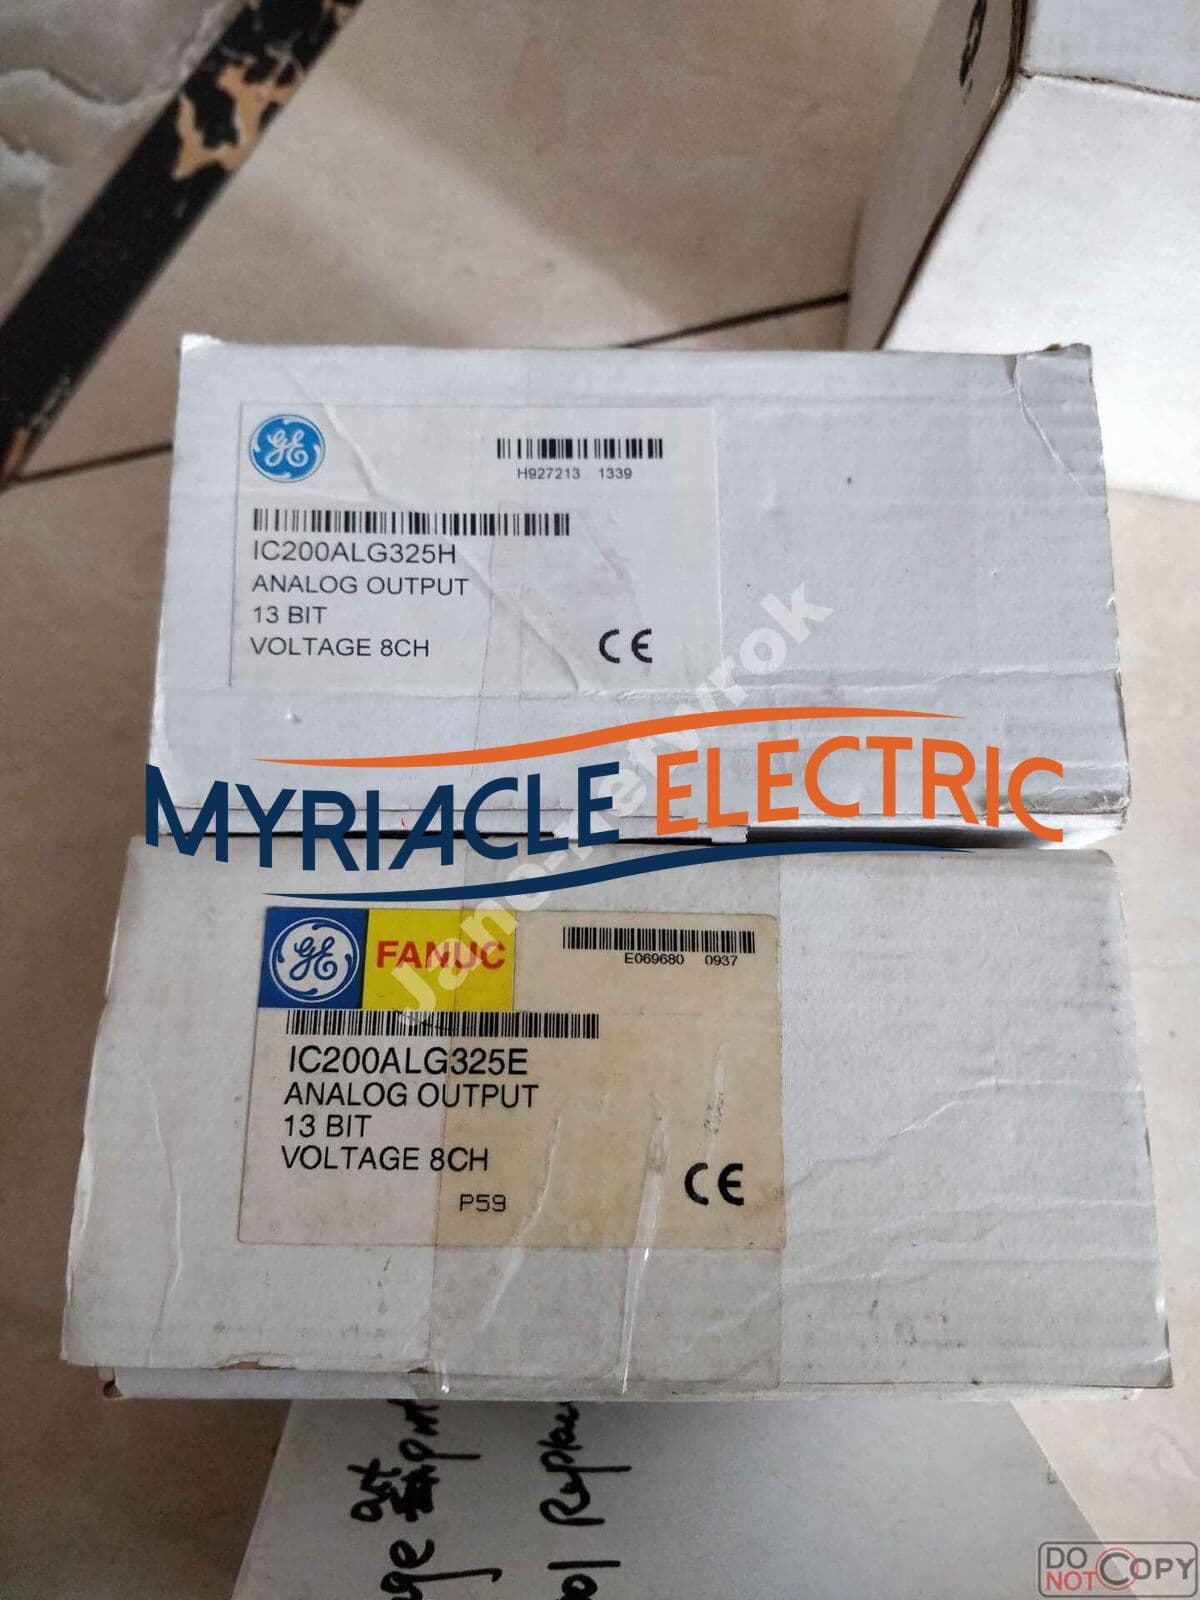 GE
H927213 1339
IC200ALG325H
ANALOG OUTPUT
13 BIT
VOLTAGE 8CH
CE
MYRIACLE ELECTRIC
GE FANUC
E069680 0937
IC200ALG325E
ANALOG OUTPUT
13 BIT
VOLTAGE 8CH
P59
CE
DO NOT COPY